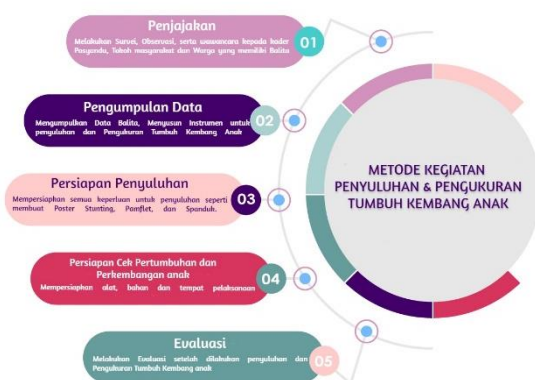 Penjajakan
Melakukan Survei, Observasi, serta wawancara kepada kader
Posyandu, Tokoh masyarakat dan Warga yang memiliki Balita
01
Pengumpulan Data
Mengumpulkan Data Balita, Menyusun Instrumen untuk
penyuluhan dan Pengukuran Tumbuh Kembang Anak
02
Persiapan Penyuluhan
Mempersiapkan semua keperluan untuk penyuluhan seperti
membuat Poster Stunting, Pamflet, dan Spanduk.
03
Persiapan Cek Pertumbuhan dan
Perkembangan anak
Mempersiapkan alat, bahan dan tempat pelaksanaan
04
Evaluasi
Melakukan Evaluasi setelah dilakukan penyuluhan dan
Pengukuran Tumbuh Kembang anak
05
METODE KEGIATAN
PENYULUHAN & PENGUKURAN
TUMBUH KEMBANG ANAK